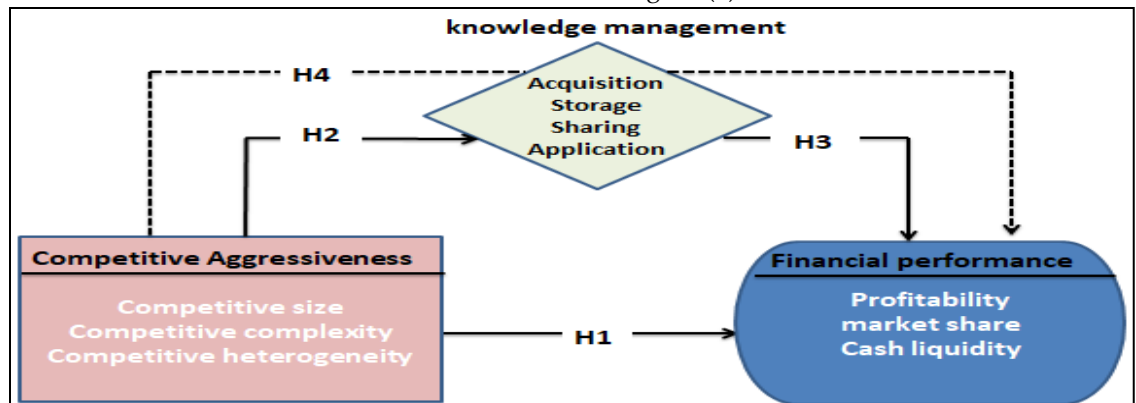 knowledge management
H4
Acquisition
Storage
Sharing
Application
H2
H3
Competitive Aggressiveness
Competitive size
Competitive complexity
Competitive heterogeneity
H1
Financial performance
Profitability
market share
Cash liquidity